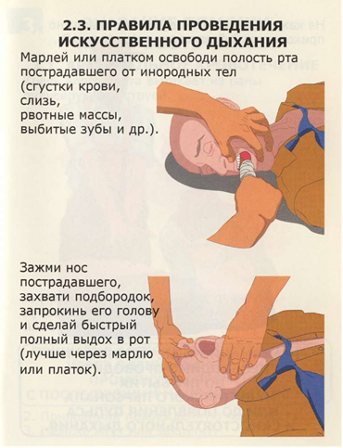 2.3. ПРАВИЛА ПРОВЕДЕНИЯ
ИСКУССТВЕННОГО ДЫХАНИЯ
Марлей или платком освободи полость рта
пострадавшего от инородных тел
(сгустки крови,
слизь,
рвотные массы,
выбитые зубы и др.).
Зажми нос
пострадавшего,
захвати подбородок,
запрокинь его голову
и сделай быстрый
полный выдох в рот
(лучше через марлю
или платок).